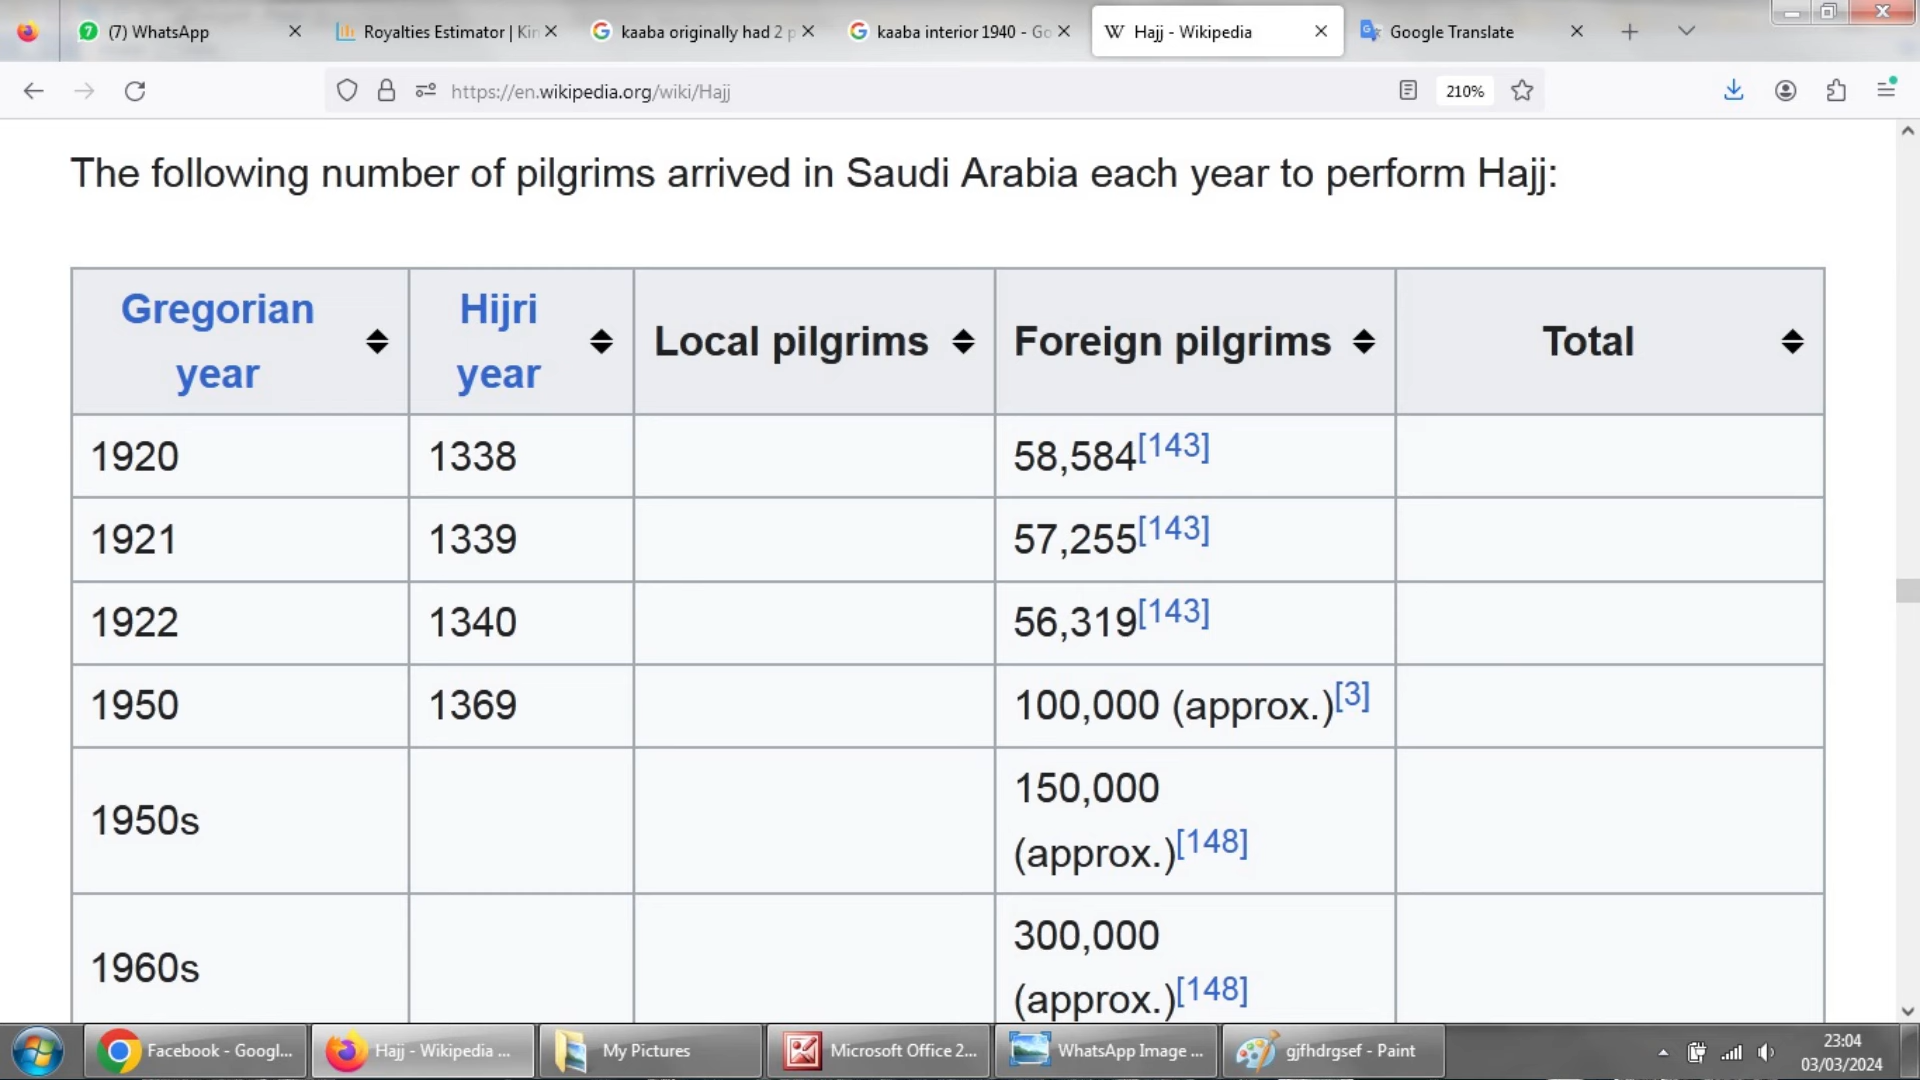 (7) WhatsApp
Royalties Estimator | Kin
kaaba originally had 2 p
kaaba interior 1940 - Go
Hajj - Wikipedia
Google Translate
https://en.wikipedia.org/wiki/Hajj
210%
The following number of pilgrims arrived in Saudi Arabia each year to perform Hajj:
Gregorian year Hijri year Local pilgrims Foreign pilgrims Total
1920 1338 58,584[143]
1921 1339 57,255[143]
1922 1340 56,319[143]
1950 1369 100,000 (approx.)[3]
1950s 150,000
(approx.)[148]
1960s 300,000
(approx.)[148]
Facebook - Googl...
Hajj - Wikipedia ...
My Pictures
Microsoft Office 2...
WhatsApp Image ...
gjfhdrgsef - Paint
23:04
03/03/2024